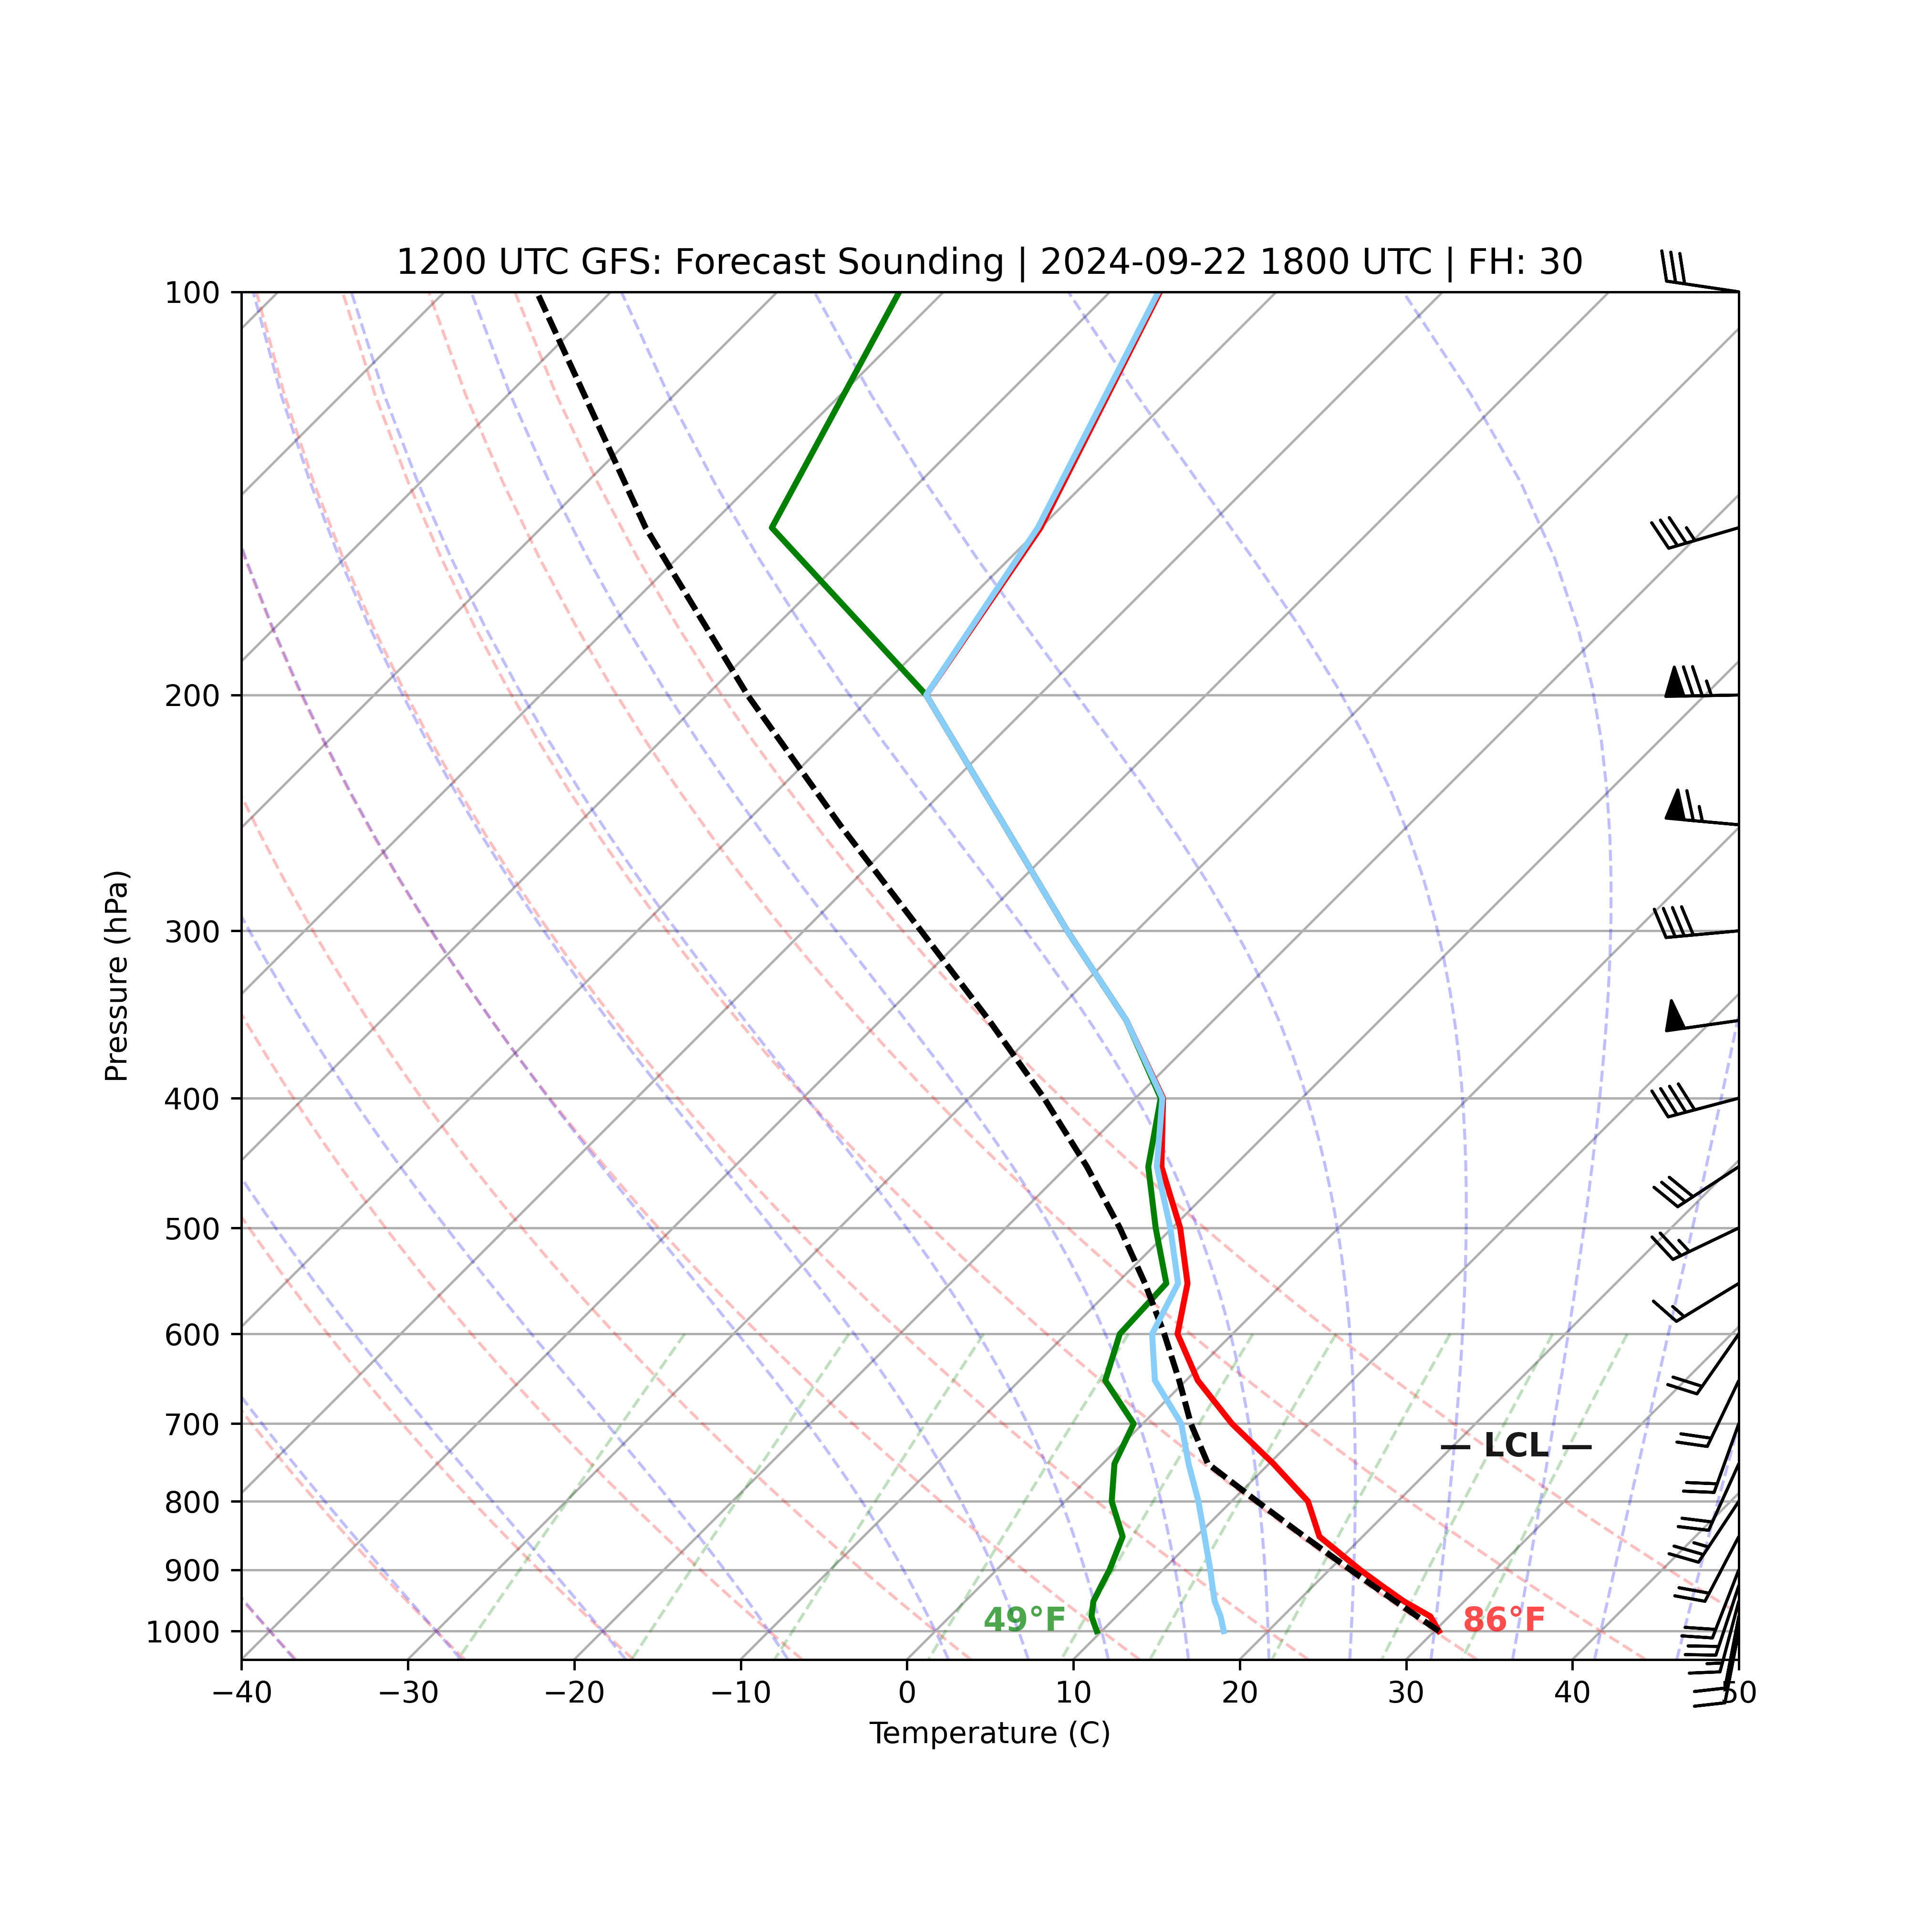 1200 UTC GFS: Forecast Sounding | 2024-09-22 1800 UTC | FH: 30
100
200
300
400
500
600
700
800
900
1000
Pressure (hPa)
— LCL —
49°F
86°F
−40 −30 −20 −10 0 10 20 30 40 50
Temperature (C)